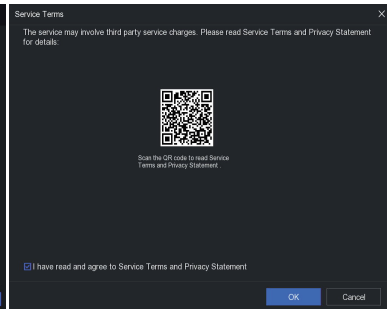 Service Terms
The service may involve third party service charges. Please read Service Terms and Privacy Statement
for details:
Scan the QR code to read Service
Terms and Privacy Statement .
I have read and agree to Service Terms and Privacy Statement
OK
Cancel